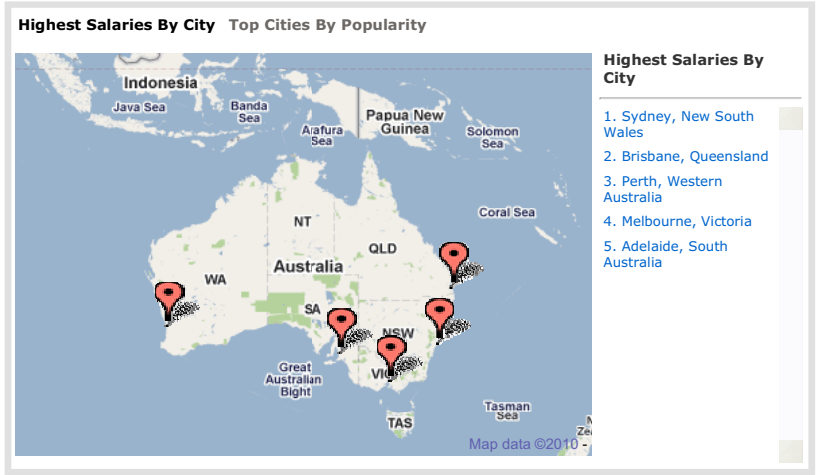 Highest Salaries By City Top Cities By Popularity
Highest Salaries By
City
1. Sydney, New South
Wales
2. Brisbane, Queensland
3. Perth, Western
Australia
4. Melbourne, Victoria
5. Adelaide, South
Australia
Indonesia
Java Sea
Banda
Sea
Arafura
Sea
Papua New
Guinea
Solomon
Sea
Coral Sea
NT
QLD
Australia
WA
SA
NSW
VIC
Great
Australian
Bight
TAS
Tasman
Sea
N
Ze
Map data ©2010 -